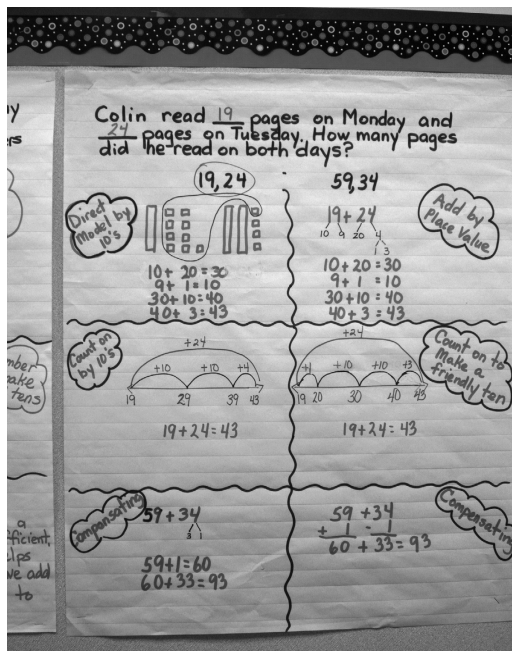 Colin read 19 pages on Monday and
24 pages on Tuesday. How many pages
did he read on both days?
19, 24
59, 34
Direct
Model by
10's
10 + 20 = 30
9 + 1 = 10
30 + 10 = 40
40 + 3 = 43
19 + 24
10 9 20 4
1 3
10 + 20 = 30
9 + 1 = 10
30 + 10 = 40
40 + 3 = 43
Add by
Place Value
Count on
by 10's
+24
+10 +10 +4
19 29 39 43
19 + 24 = 43
+24
+1 +10 +10 +3
19 20 30 40 43
19 + 24 = 43
Count on to
Make a
friendly ten
Compensating
59 + 34
3 1
59 + 1 = 60
60 + 33 = 93
59 + 34
+ 1 - 1
60 + 33 = 93
Compensating
mber
ake
tens
a
fficient,
elps
we add
to